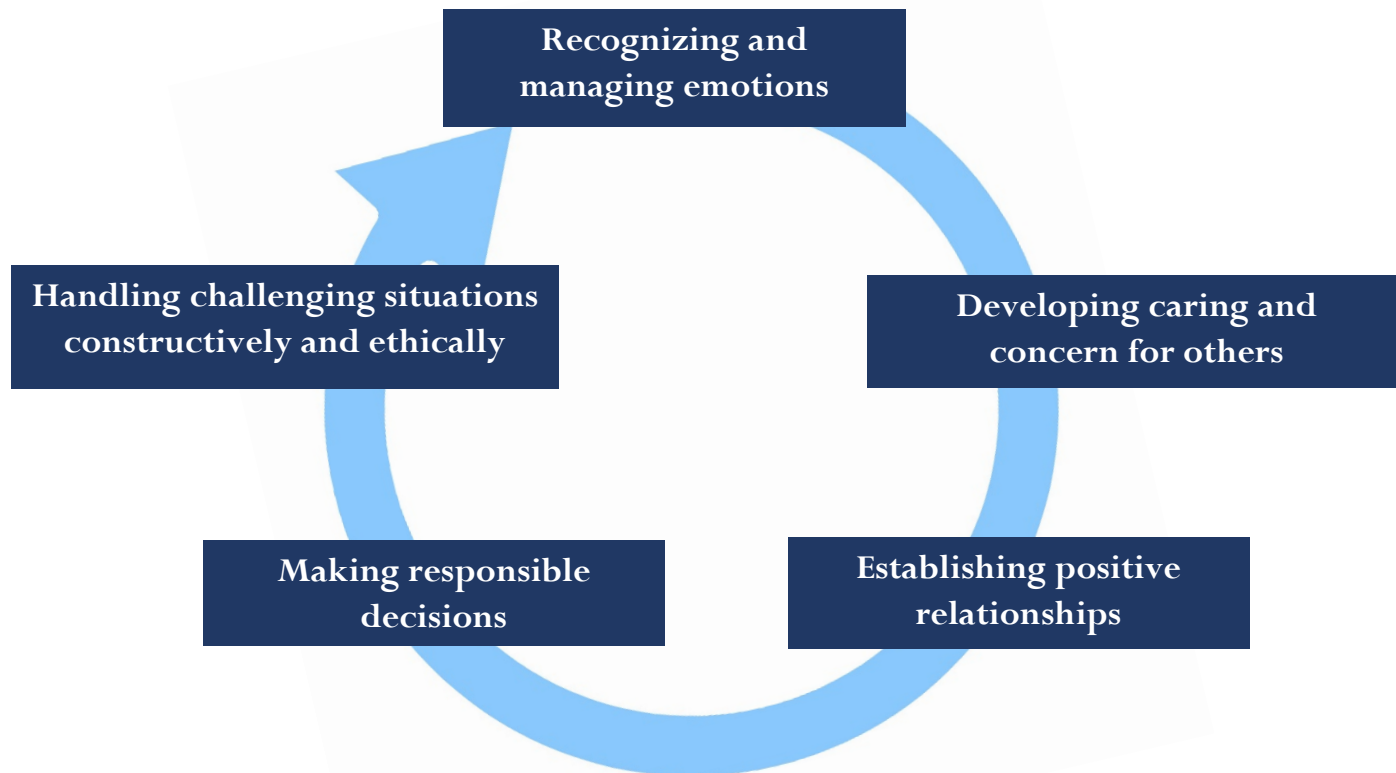 Recognizing and
managing emotions
Developing caring and
concern for others
Establishing positive
relationships
Making responsible
decisions
Handling challenging situations
constructively and ethically